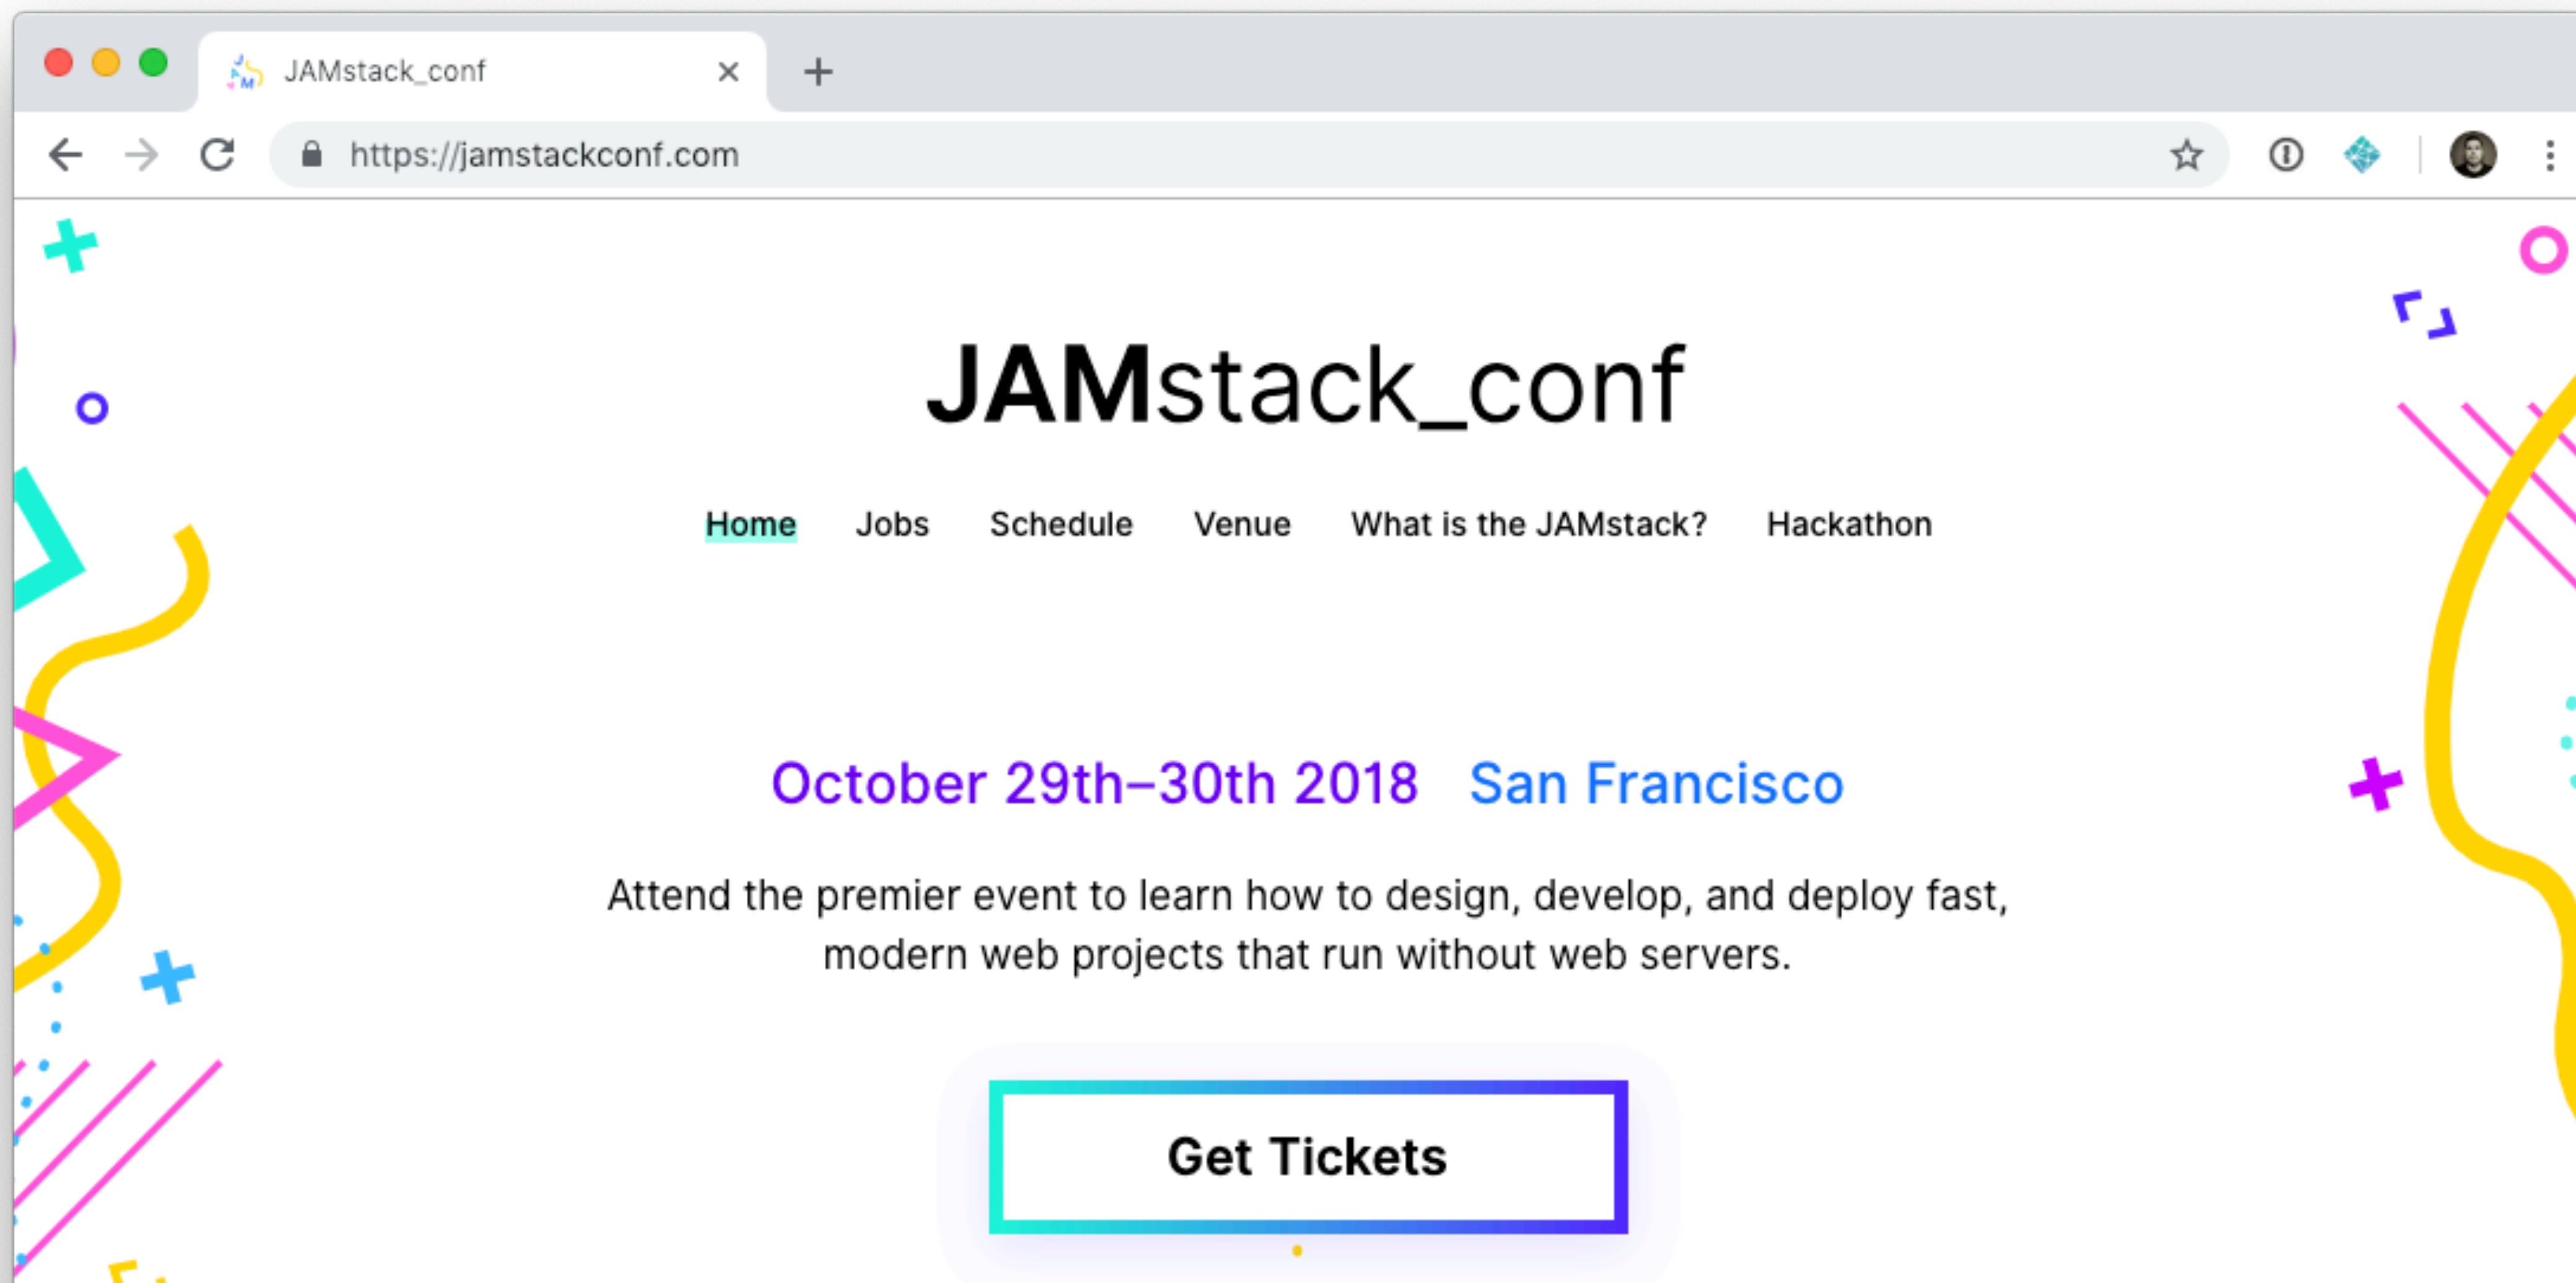 JAMstack_conf
https://jamstackconf.com
JAMstack_conf
Home Jobs Schedule Venue What is the JAMstack? Hackathon
October 29th–30th 2018 San Francisco
Attend the premier event to learn how to design, develop, and deploy fast,
modern web projects that run without web servers.
Get Tickets